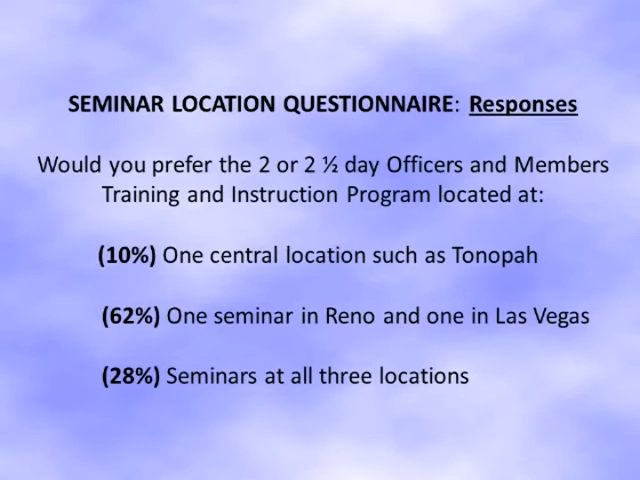 SEMINAR LOCATION QUESTIONNAIRE: Responses
Would you prefer the 2 or 2 ½ day Officers and Members
Training and Instruction Program located at:
(10%) One central location such as Tonopah
(62%) One seminar in Reno and one in Las Vegas
(28%) Seminars at all three locations